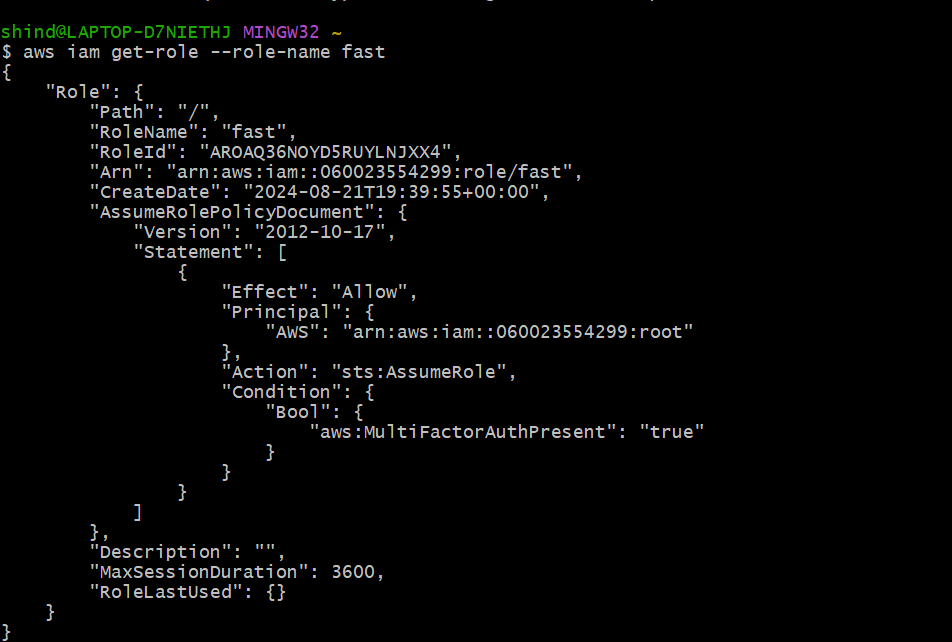 shind@LAPTOP-D7NIETHJ MINGW32 ~
$ aws iam get-role --role-name fast
{
    "Role": {
        "Path": "/",
        "RoleName": "fast",
        "RoleId": "AROAQ36NOYD5RUYLNJXX4",
        "Arn": "arn:aws:iam::060023554299:role/fast",
        "CreateDate": "2024-08-21T19:39:55+00:00",
        "AssumeRolePolicyDocument": {
            "Version": "2012-10-17",
            "Statement": [
                {
                    "Effect": "Allow",
                    "Principal": {
                        "AWS": "arn:aws:iam::060023554299:root"
                    },
                    "Action": "sts:AssumeRole",
                    "Condition": {
                        "Bool": {
                            "aws:MultiFactorAuthPresent": "true"
                        }
                    }
                }
            ]
        },
        "Description": "",
        "MaxSessionDuration": 3600,
        "RoleLastUsed": {}
    }
}